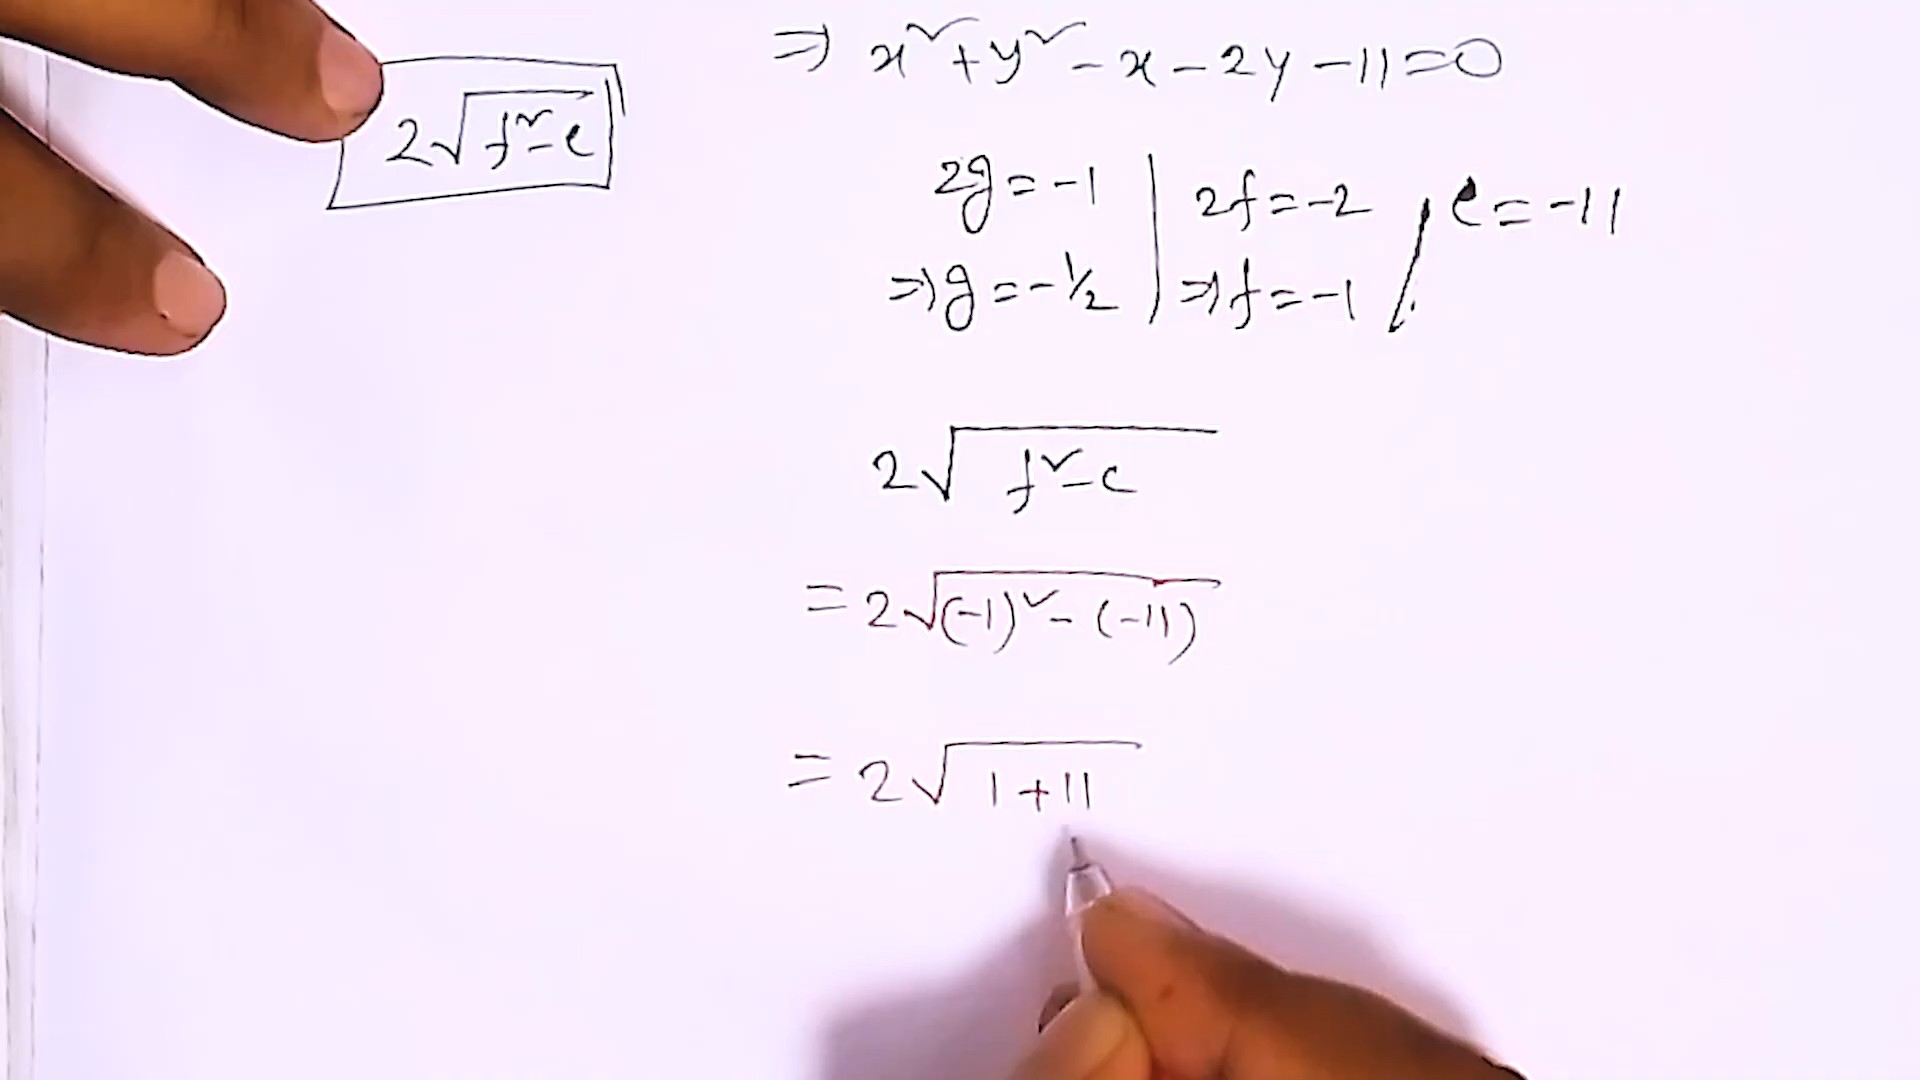 ⇒ x² + y² - x - 2y - 11 = 0
2√(f² - c)
2g = -1 | 2f = -2 / c = -11
⇒ g = -1/2 | ⇒ f = -1
2√(f² - c)
= 2√((-1)² - (-11))
= 2√(1 + 11)